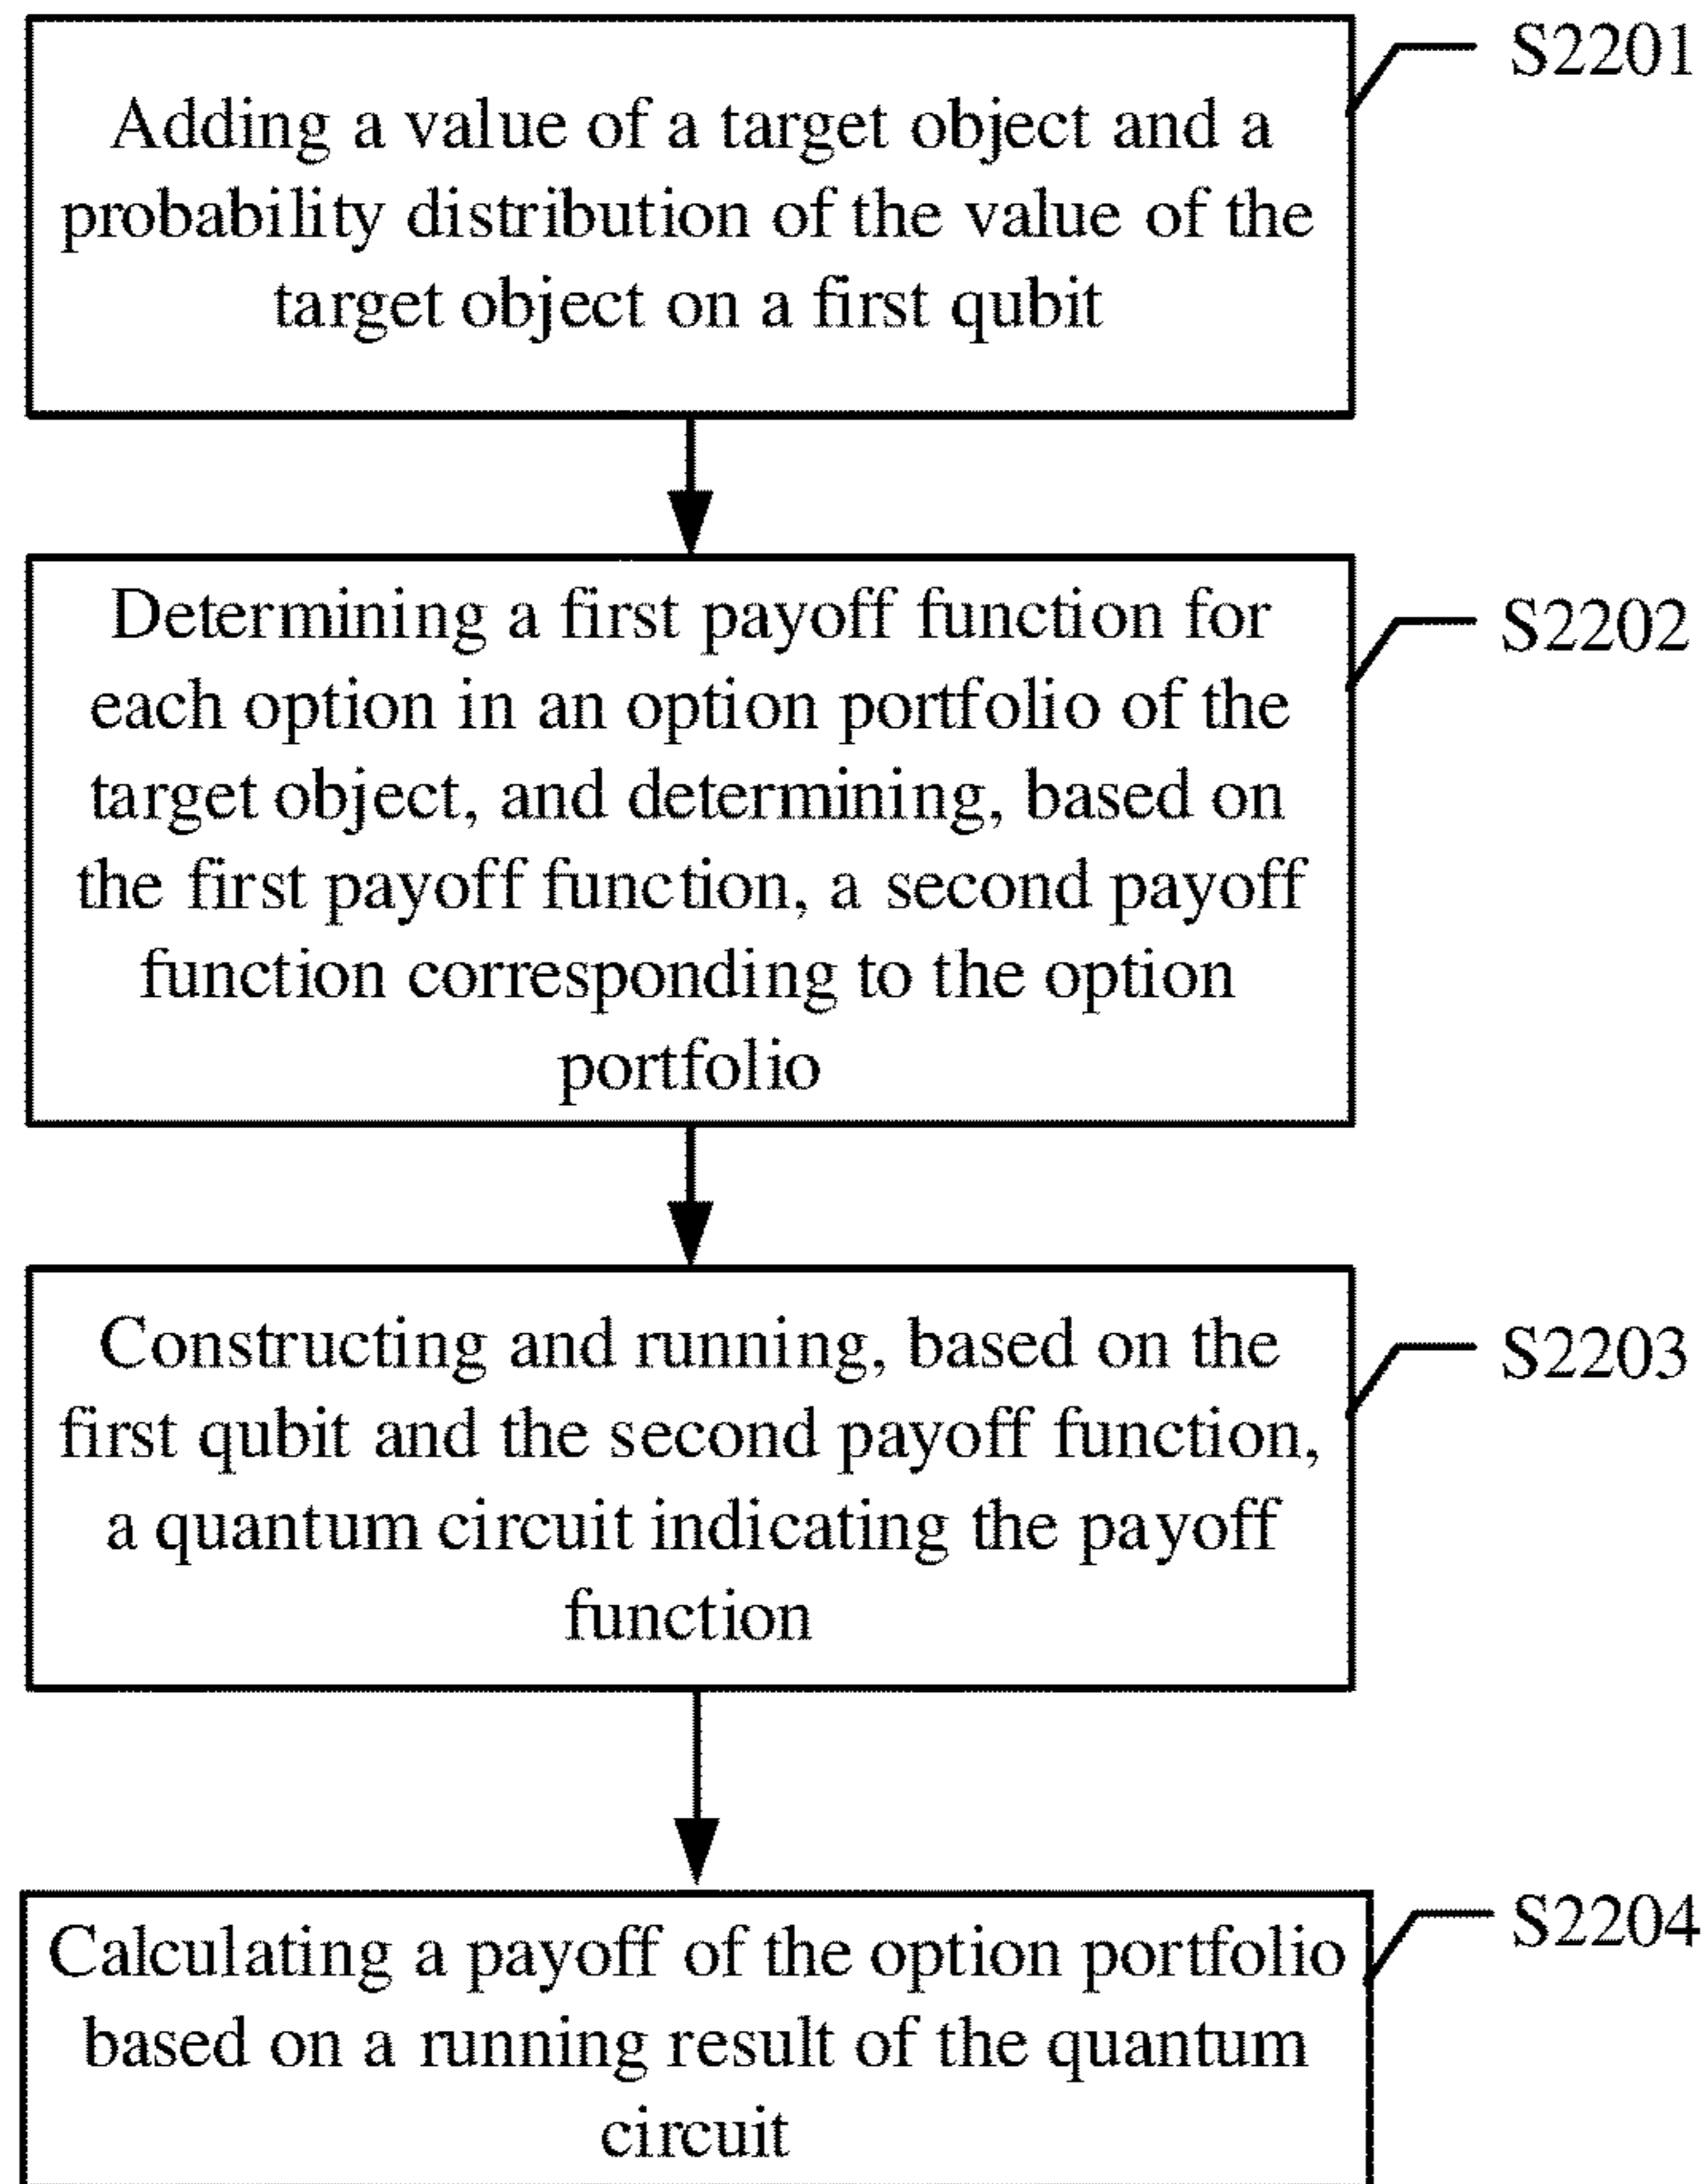 S2201
Adding a value of a target object and a
probability distribution of the value of the
target object on a first qubit
S2202
Determining a first payoff function for
each option in an option portfolio of the
target object, and determining, based on
the first payoff function, a second payoff
function corresponding to the option
portfolio
S2203
Constructing and running, based on the
first qubit and the second payoff function,
a quantum circuit indicating the payoff
function
S2204
Calculating a payoff of the option portfolio
based on a running result of the quantum
circuit